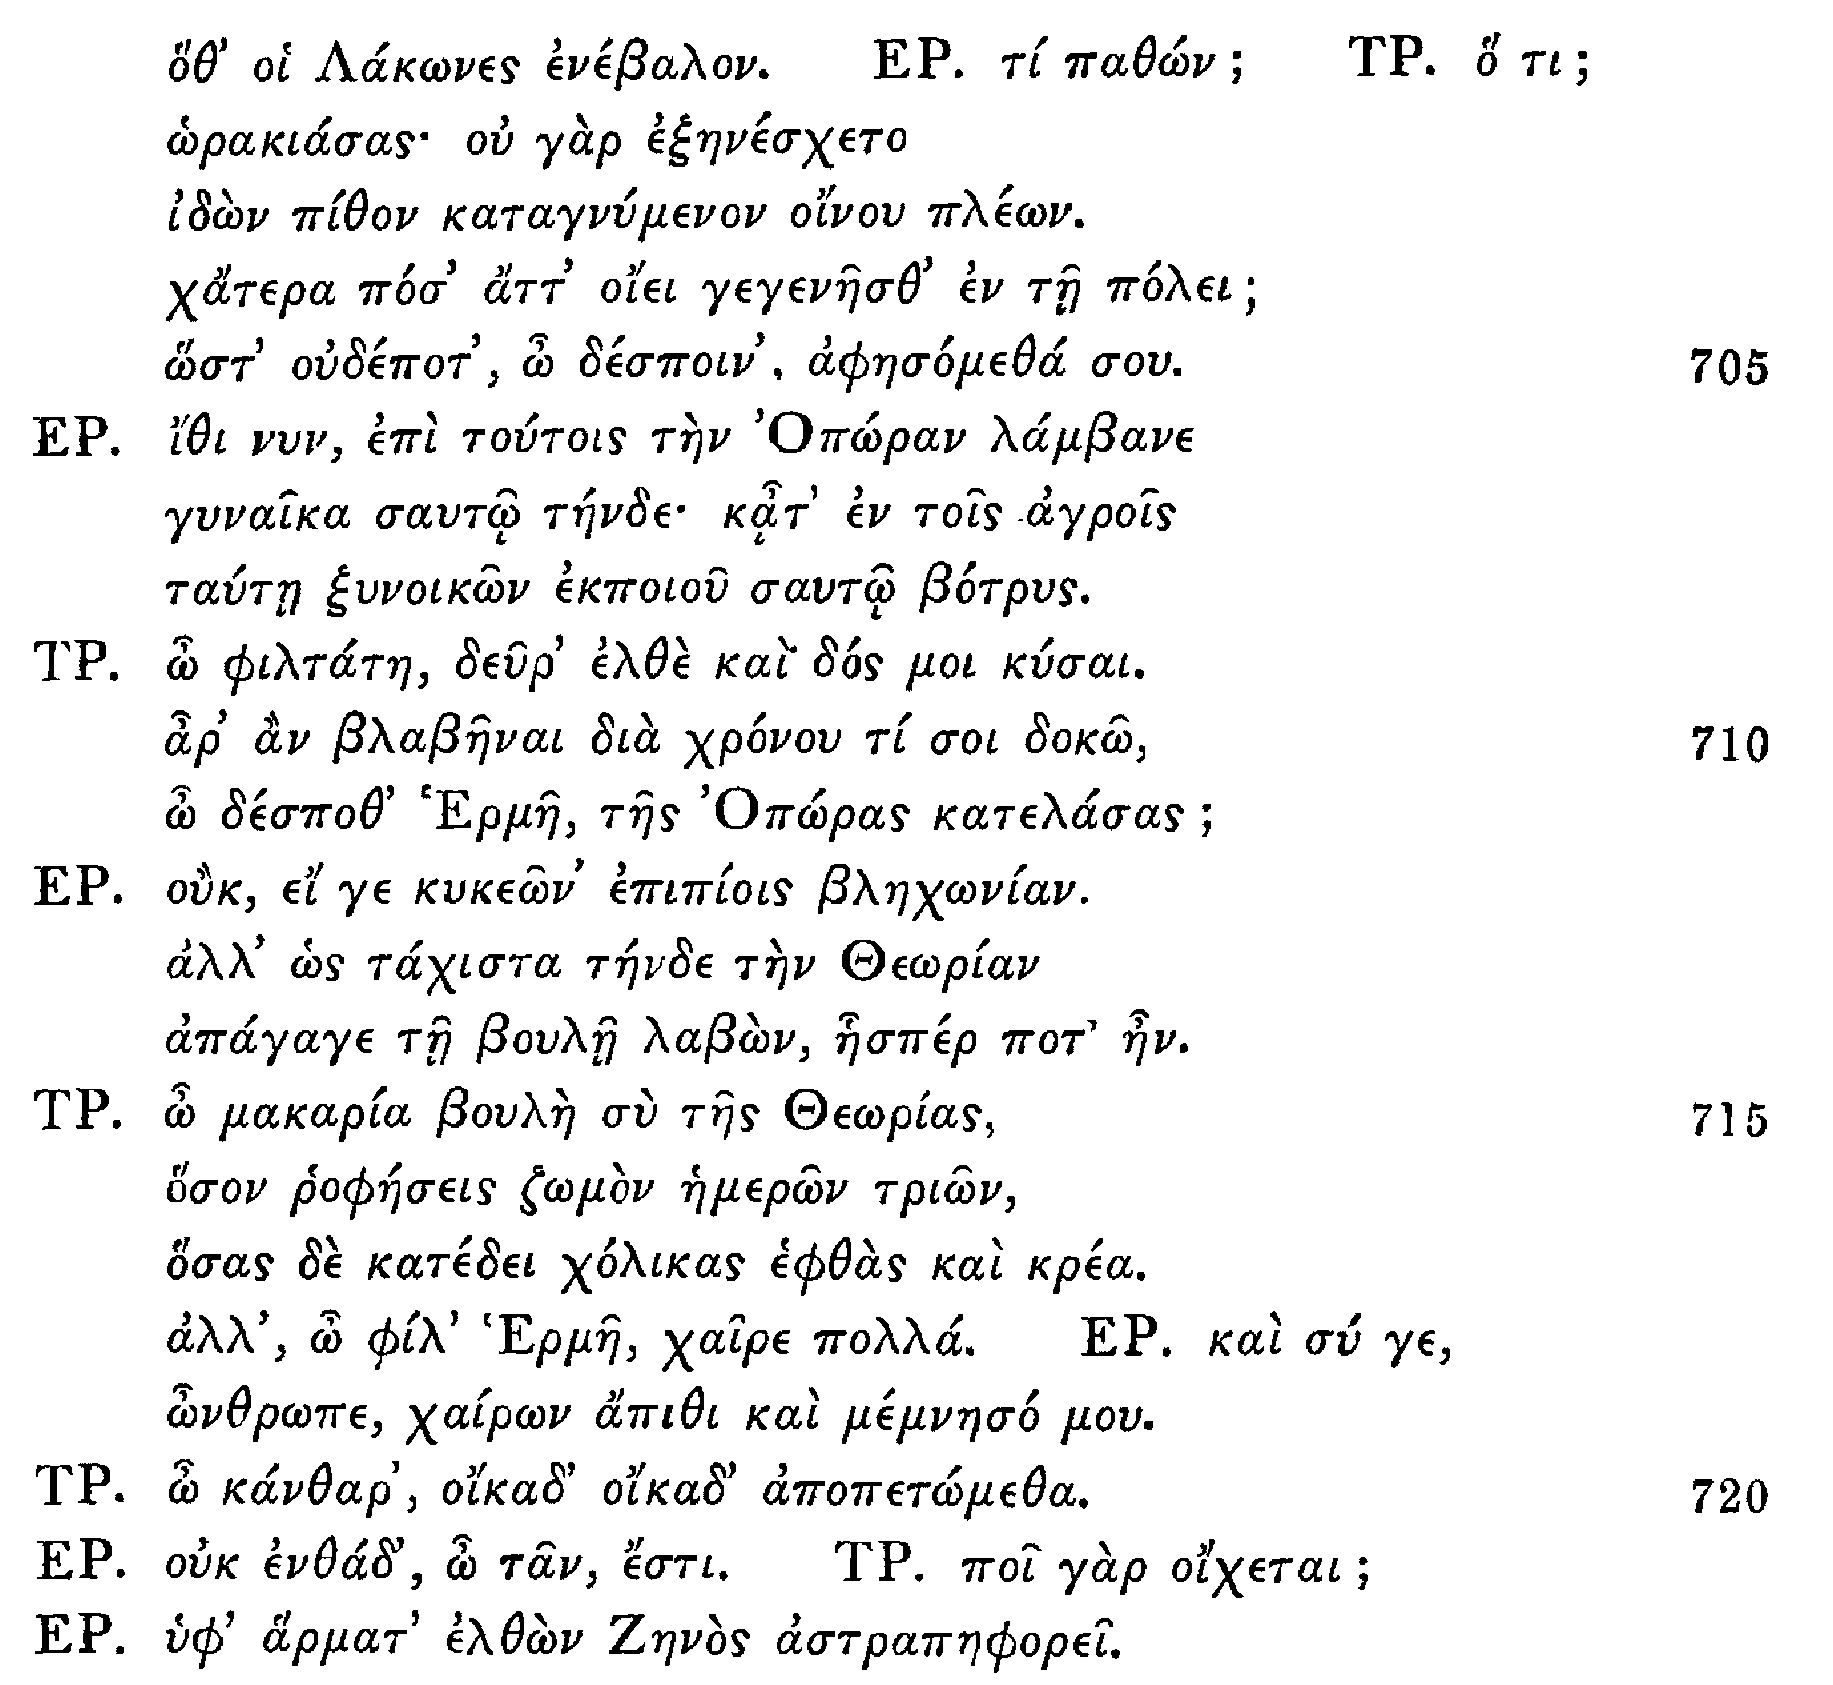 ὅθ’ οἱ Λάκωνες ἐνέβαλον. ΕΡ. τί παθών; ΤΡ. ὅ τι;
ὡρακιάσας· οὐ γὰρ ἐξηνέσχετο
ἰδὼν πίθον καταγνύμενον οἴνου πλέων.
χἄτερα πόσ’ ἄττ’ οἴει γεγενῆσθ’ ἐν τῇ πόλει;
ὥστ’ οὐδέποτ’, ὦ δέσποιν’, ἀφησόμεθά σου. 705
ΕΡ. ἴθι νυν, ἐπὶ τούτοις τὴν Ὀπώραν λάμβανε
γυναῖκα σαυτῷ τήνδε· κᾆτ’ ἐν τοῖς ἀγροῖς
ταύτῃ ξυνοικῶν ἐκποιοῦ σαυτῷ βότρυς.
ΤΡ. ὦ φιλτάτη, δεῦρ’ ἐλθὲ καὶ δός μοι κύσαι.
ἆρ’ ἂν βλαβῆναι διὰ χρόνου τί σοι δοκῶ, 710
ὦ δέσποθ’ Ἑρμῆ, τῆς Ὀπώρας κατελάσας;
ΕΡ. οὔκ, εἴ γε κυκεῶν’ ἐπιπίοις βληχωνίαν.
ἀλλ’ ὡς τάχιστα τήνδε τὴν Θεωρίαν
ἀπάγαγε τῇ βουλῇ λαβὼν, ἧσπέρ ποτ’ ἦν.
ΤΡ. ὦ μακαρία βουλὴ σὺ τῆς Θεωρίας, 715
ὅσον ῥοφήσεις ζωμὸν ἡμερῶν τριῶν,
ὅσας δὲ κατέδει χόλικας ἑφθὰς καὶ κρέα.
ἀλλ’, ὦ φίλ’ Ἑρμῆ, χαῖρε πολλά. ΕΡ. καὶ σύ γε,
ὦνθρωπε, χαίρων ἄπιθι καὶ μέμνησό μου.
ΤΡ. ὦ κάνθαρ’, οἴκαδ’ οἴκαδ’ ἀποπετώμεθα. 720
ΕΡ. οὐκ ἐνθάδ’, ὦ τᾶν, ἔστι. ΤΡ. ποῖ γὰρ οἴχεται;
ΕΡ. ὑφ’ ἅρματ’ ἐλθὼν Ζηνὸς ἀστραπηφορεῖ.